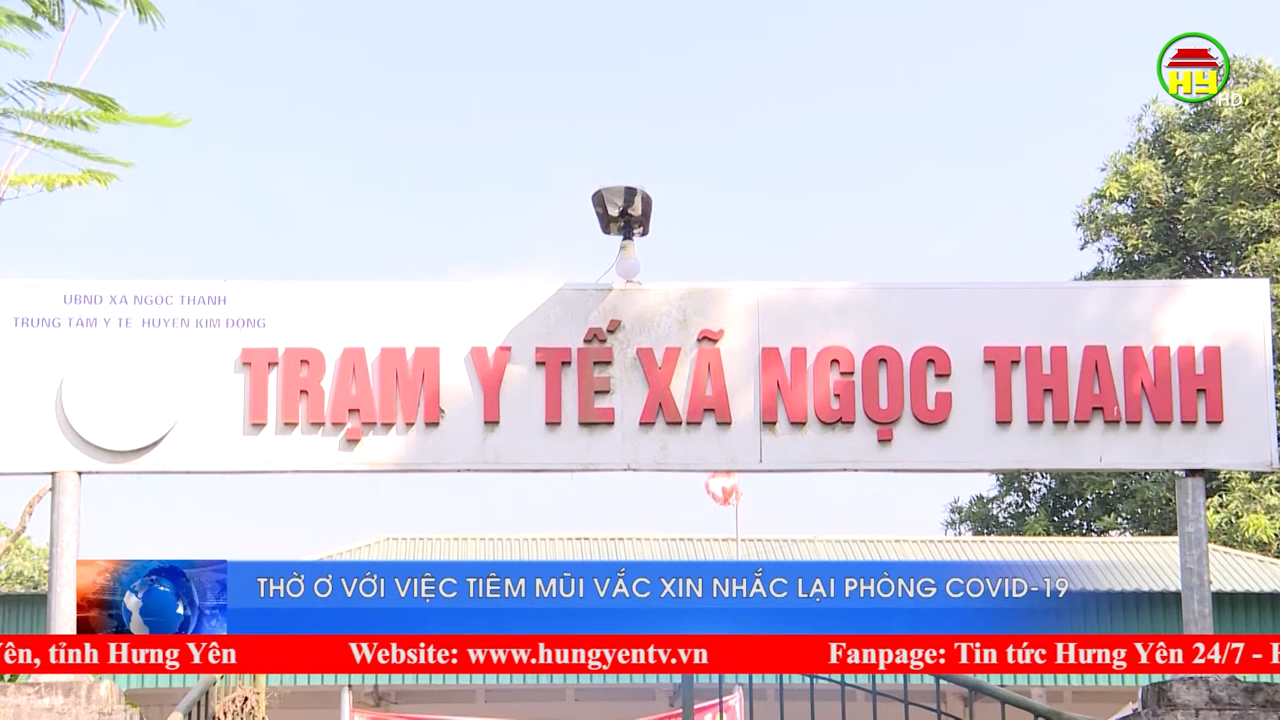 HY
HD
UBND XÃ NGỌC THANH
TRUNG TÂM Y TẾ HUYỆN KIM ĐỘNG
TRẠM Y TẾ XÃ NGỌC THANH
THỜ Ơ VỚI VIỆC TIÊM MŨI VẮC XIN NHẮC LẠI PHÒNG COVID-19
Yên, tỉnh Hưng Yên Website: www.hungyentv.vn Fanpage: Tin tức Hưng Yên 24/7 -